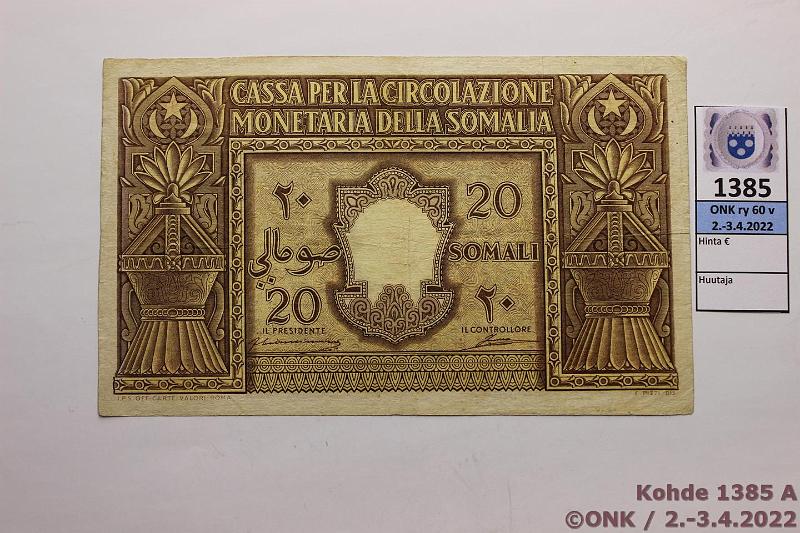 CASSA PER LA CIRCOLAZIONE
MONETARIA DELLA SOMALIA
٢٠ 20
صومالي SOMALI
20 ٢٠
IL PRESIDENTE IL CONTROLLORE
I.P.S. OFF. CARTE-VALORI-ROMA
1385
ONK ry 60 v
2.-3.4.2022
Hinta €
Huutaja
Kohde 1385 A
©ONK / 2.-3.4.2022